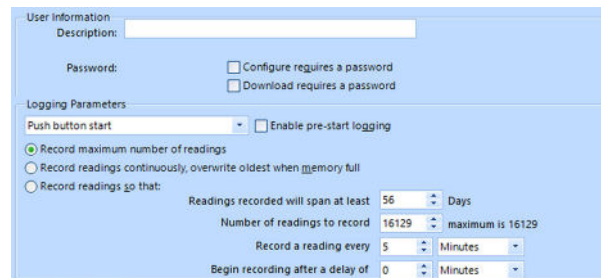 User Information
Description:
Password:
Configure requires a password
Download requires a password
Logging Parameters
Push button start
Enable pre-start logging
Record maximum number of readings
Record readings continuously, overwrite oldest when memory full
Record readings so that:
Readings recorded will span at least 56 Days
Number of readings to record 16129 maximum is 16129
Record a reading every 5 Minutes
Begin recording after a delay of 0 Minutes